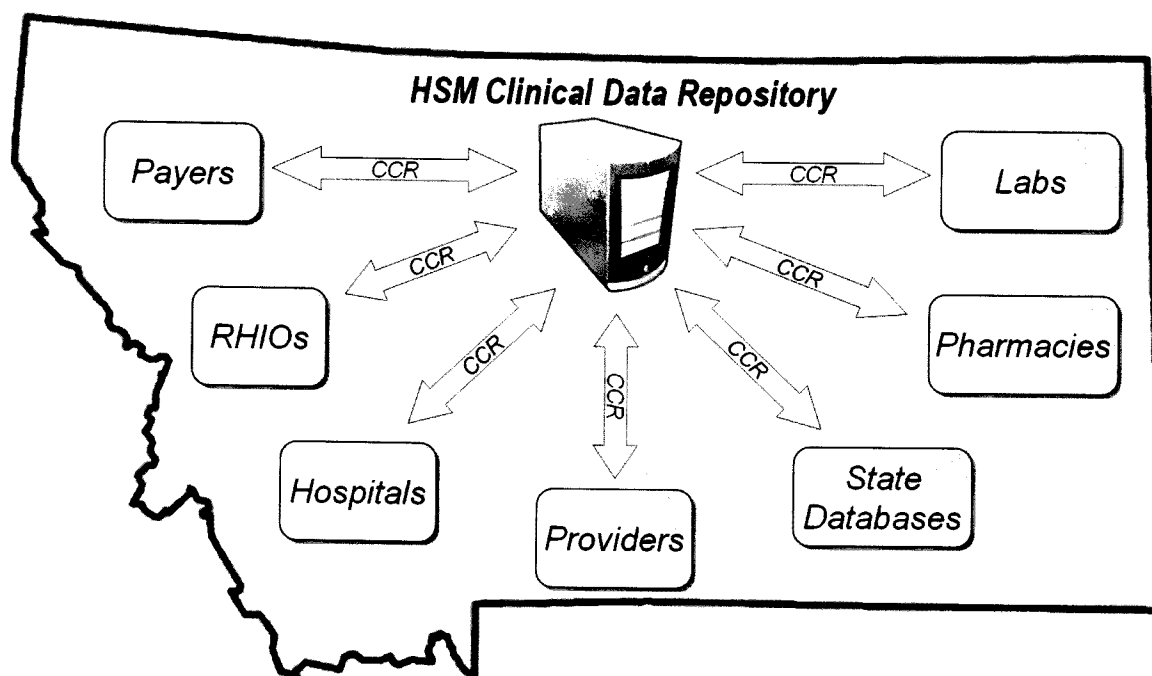 HSM Clinical Data Repository
Payers
CCR
CCR
Labs
CCR
CCR
RHIOs
Pharmacies
CCR
CCR
CCR
Hospitals
State
Databases
Providers